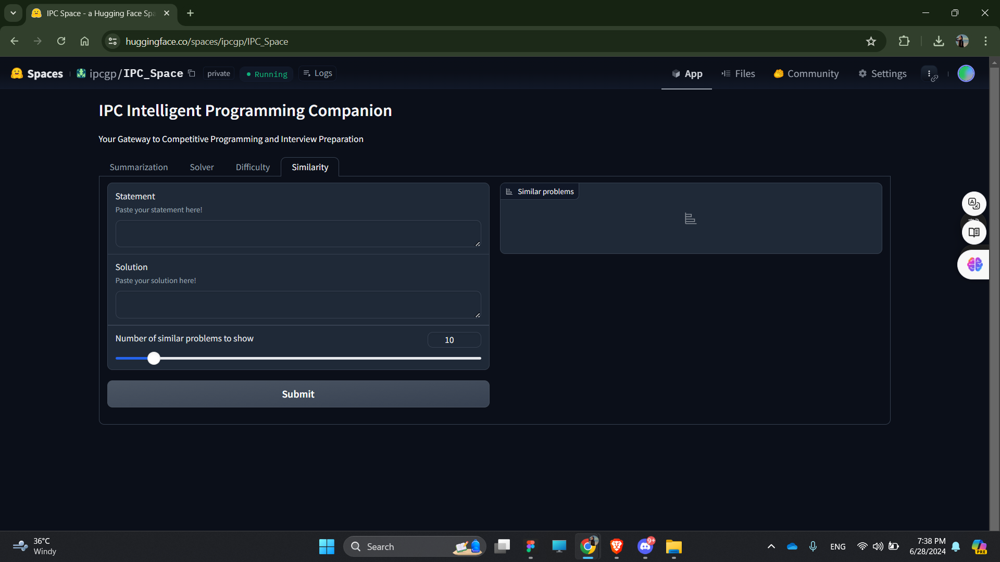 IPC Space - a Hugging Face Spa
huggingface.co/spaces/ipcgp/IPC_Space
Spaces ipcgp/IPC_Space private Running Logs App Files Community Settings
IPC Intelligent Programming Companion
Your Gateway to Competitive Programming and Interview Preparation
Summarization Solver Difficulty Similarity
Statement
Paste your statement here!
Similar problems
Solution
Paste your solution here!
Number of similar problems to show 10
Submit
36°C
Windy
Search
9+
ENG
7:38 PM
6/28/2024
PRE